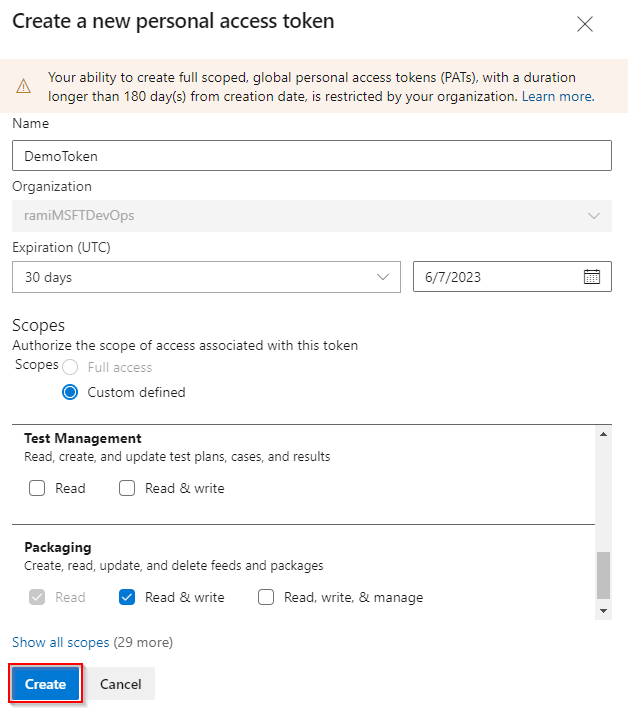 Create a new personal access token
Your ability to create full scoped, global personal access tokens (PATs), with a duration
longer than 180 day(s) from creation date, is restricted by your organization. Learn more.
Name
DemoToken
Organization
ramiMSFTDevOps
Expiration (UTC)
30 days
6/7/2023
Scopes
Authorize the scope of access associated with this token
Scopes
Full access
Custom defined
Test Management
Read, create, and update test plans, cases, and results
Read
Read & write
Packaging
Create, read, update, and delete feeds and packages
Read
Read & write
Read, write, & manage
Show all scopes (29 more)
Create
Cancel